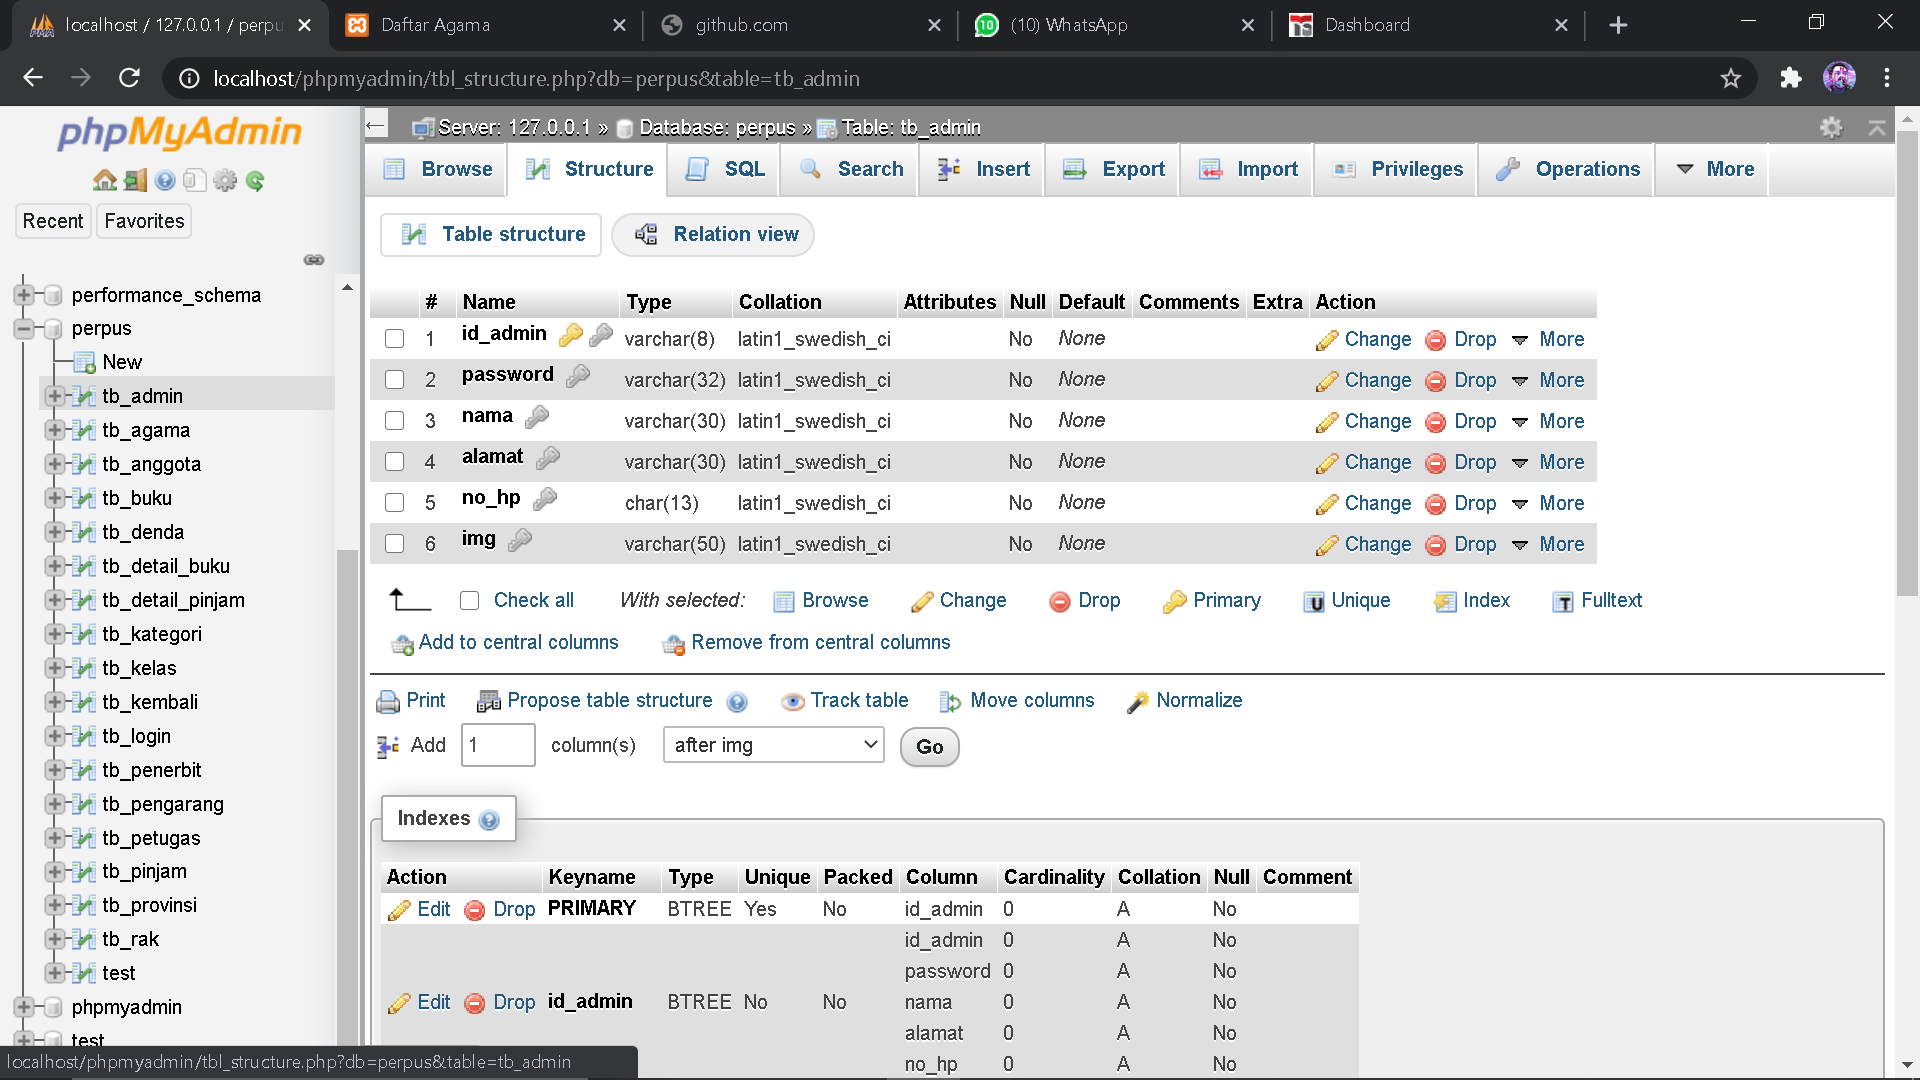 localhost / 127.0.0.1 / perpu
Daftar Agama
github.com
10
(10) WhatsApp
Dashboard
localhost/phpmyadmin/tbl_structure.php?db=perpus&table=tb_admin
phpMyAdmin
Recent
Favorites
performance_schema
perpus
New
tb_admin
tb_agama
tb_anggota
tb_buku
tb_denda
tb_detail_buku
tb_detail_pinjam
tb_kategori
tb_kelas
tb_kembali
tb_login
tb_penerbit
tb_pengarang
tb_petugas
tb_pinjam
tb_provinsi
tb_rak
test
phpmyadmin
test
localhost/phpmyadmin/tbl_structure.php?db=perpus&table=tb_admin
Server: 127.0.0.1 » Database: perpus » Table: tb_admin
Browse Structure SQL Search Insert Export Import Privileges Operations More
Table structure Relation view
# Name Type Collation Attributes Null Default Comments Extra Action
1 id_admin varchar(8) latin1_swedish_ci No None Change Drop More
2 password varchar(32) latin1_swedish_ci No None Change Drop More
3 nama varchar(30) latin1_swedish_ci No None Change Drop More
4 alamat varchar(30) latin1_swedish_ci No None Change Drop More
5 no_hp char(13) latin1_swedish_ci No None Change Drop More
6 img varchar(50) latin1_swedish_ci No None Change Drop More
Check all With selected: Browse Change Drop Primary Unique Index Fulltext
Add to central columns Remove from central columns
Print Propose table structure Track table Move columns Normalize
Add 1 column(s) after img Go
Indexes
Action Keyname Type Unique Packed Column Cardinality Collation Null Comment
Edit Drop PRIMARY BTREE Yes No id_admin 0 A No
id_admin 0 A No
password 0 A No
Edit Drop id_admin BTREE No No nama 0 A No
alamat 0 A No
no_hp 0 A No